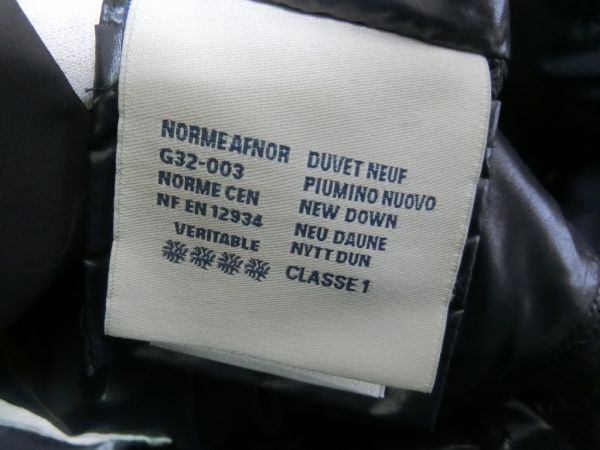 NORME AFNOR
G32-003
NORME CEN
NF EN 12934
VERITABLE
DUVET NEUF
PIUMINO NUOVO
NEW DOWN
NEU DAUNE
NYTT DUN
CLASSE 1